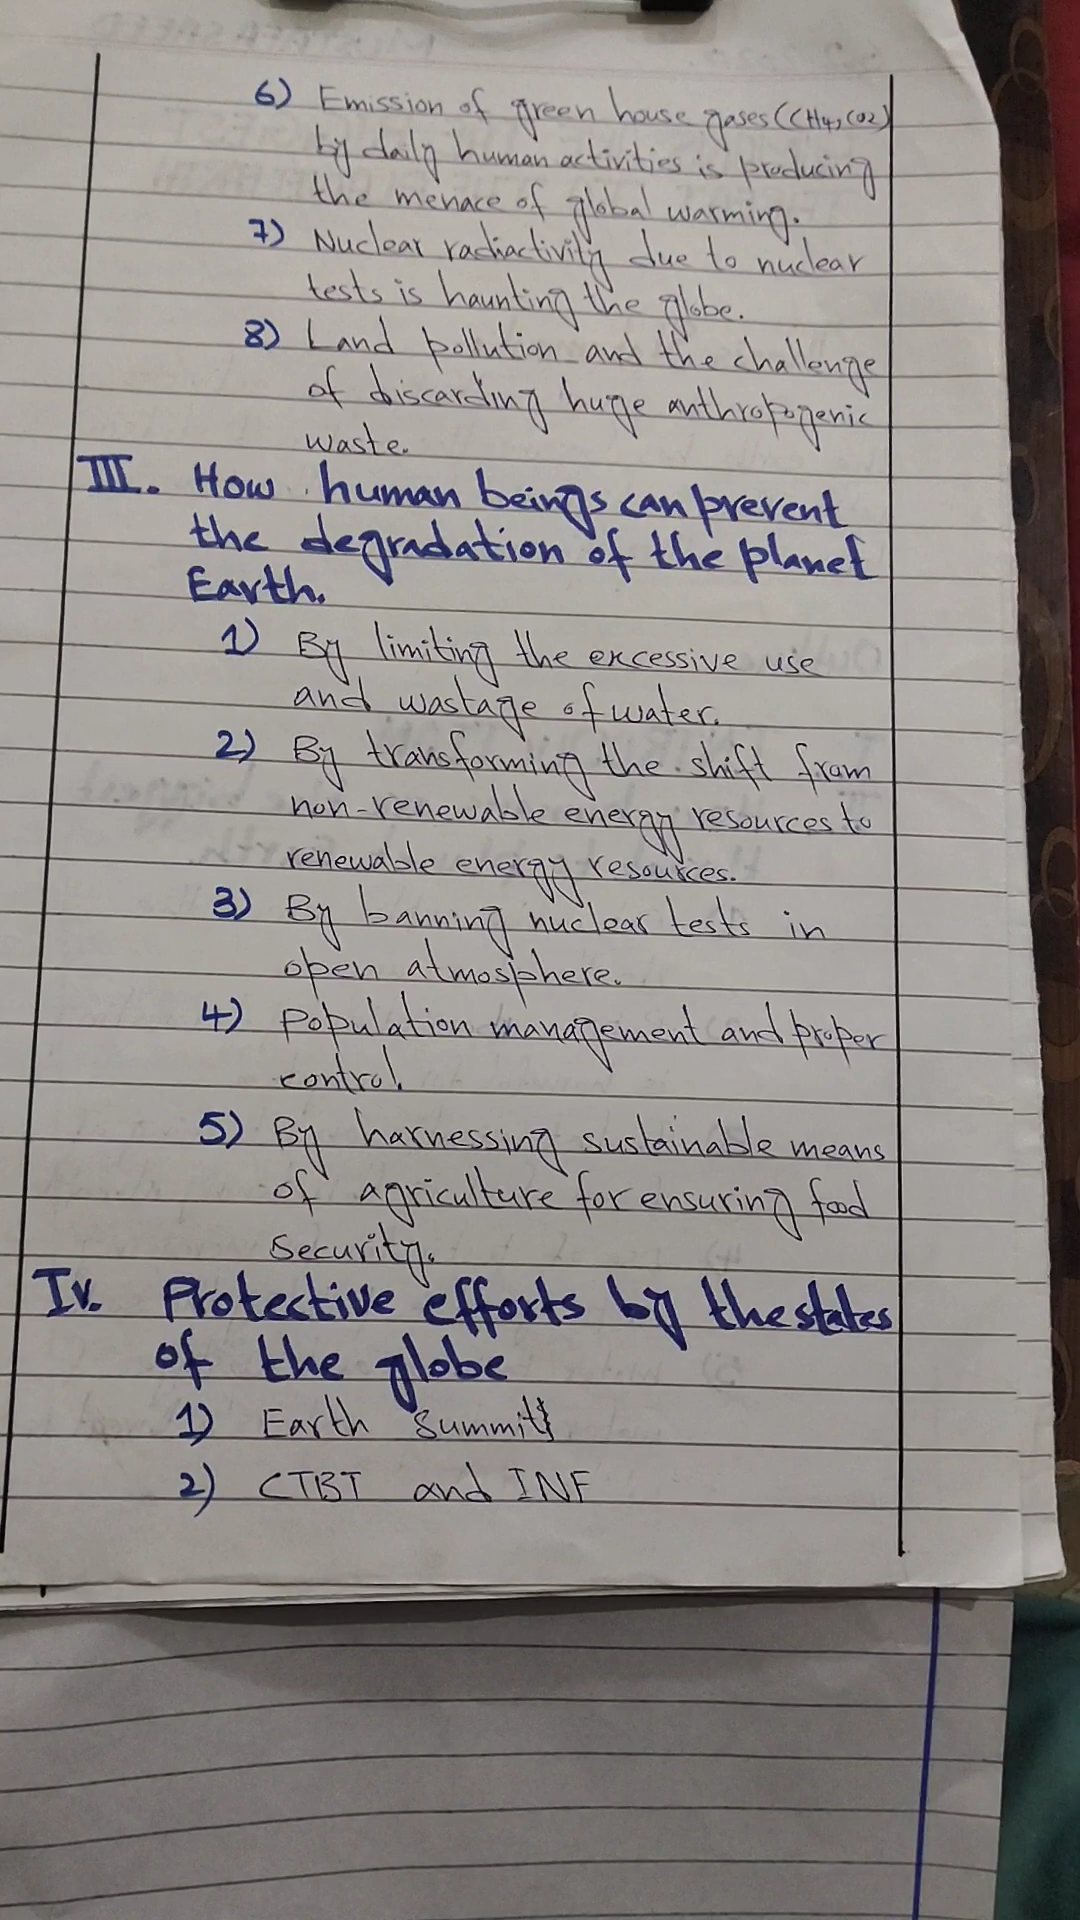 6) Emission of green house gases (CH4, CO2)
by daily human activities is producing
the menace of global warming.
7) Nuclear radiactivity due to nuclear
tests is haunting the globe.
8) Land pollution and the challenge
of discarding huge anthropogenic
waste.
III. How human beings can prevent
the degradation of the planet
Earth.
1) By limiting the excessive use
and wastage of water.
2) By transforming the shift from
non-renewable energy resources to
renewable energy resources.
3) By banning nuclear tests in
open atmosphere.
4) Population management and proper
control.
5) By harnessing sustainable means
of agriculture for ensuring food
security.
IV. Protective efforts by the states
of the globe
1) Earth Summit
2) CTBT and INF